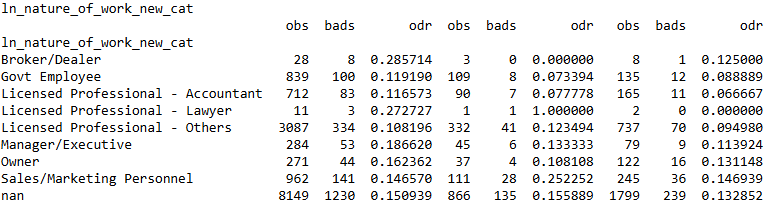 ln_nature_of_work_new_cat
obs bads odr obs bads odr obs bads odr
ln_nature_of_work_new_cat
Broker/Dealer 28 8 0.285714 3 0 0.000000 8 1 0.125000
Govt Employee 839 100 0.119190 109 8 0.073394 135 12 0.088889
Licensed Professional - Accountant 712 83 0.116573 90 7 0.077778 165 11 0.066667
Licensed Professional - Lawyer 11 3 0.272727 1 1 1.000000 2 0 0.000000
Licensed Professional - Others 3087 334 0.108196 332 41 0.123494 737 70 0.094980
Manager/Executive 284 53 0.186620 45 6 0.133333 79 9 0.113924
Owner 271 44 0.162362 37 4 0.108108 122 16 0.131148
Sales/Marketing Personnel 962 141 0.146570 111 28 0.252252 245 36 0.146939
nan 8149 1230 0.150939 866 135 0.155889 1799 239 0.132852